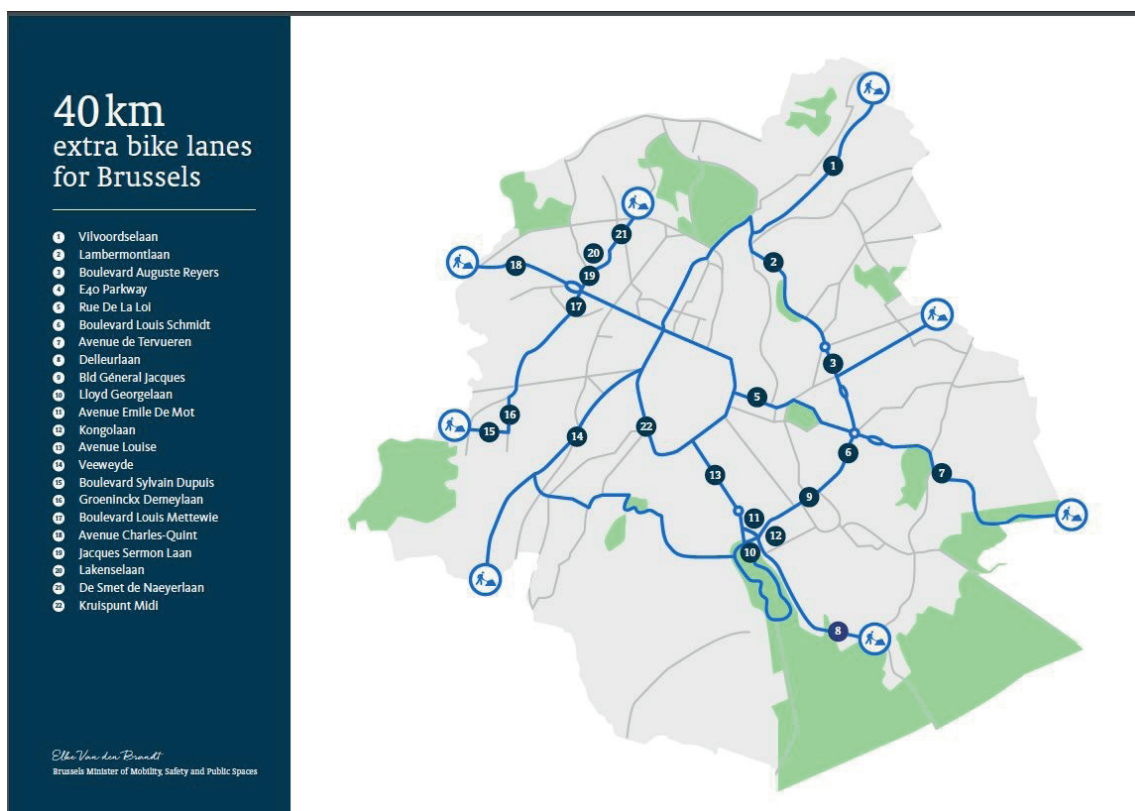 40 km
extra bike lanes
for Brussels
1 Vilvoordselaan
2 Lambermontlaan
3 Boulevard Auguste Reyers
4 E40 Parkway
5 Rue De La Loi
6 Boulevard Louis Schmidt
7 Avenue de Tervueren
8 Delleurlaan
9 Bld Géneral Jacques
10 Lloyd Georgelaan
11 Avenue Emile De Mot
12 Kongolaan
13 Avenue Louise
14 Veeweyde
15 Boulevard Sylvain Dupuis
16 Groeninckx Demeylaan
17 Boulevard Louis Mettewie
18 Avenue Charles-Quint
19 Jacques Sermon Laan
20 Lakenselaan
21 De Smet de Naeyerlaan
22 Kruispunt Midi
Elke Van den Brandt
Brussels Minister of Mobility, Safety and Public Spaces
1
21
20
18
2
19
17
3
5
16
15
14
22
6
13
7
9
11
12
10
8